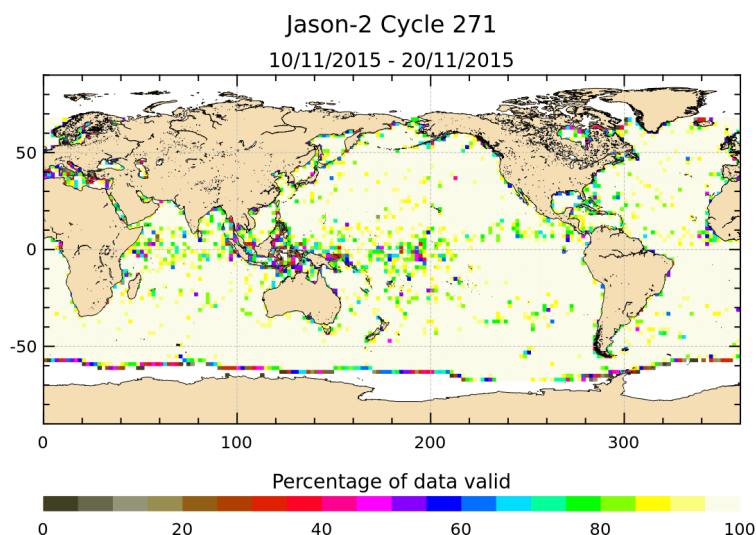 Jason-2 Cycle 271
10/11/2015 - 20/11/2015
50
0
-50
0 100 200 300
Percentage of data valid
0 20 40 60 80 100